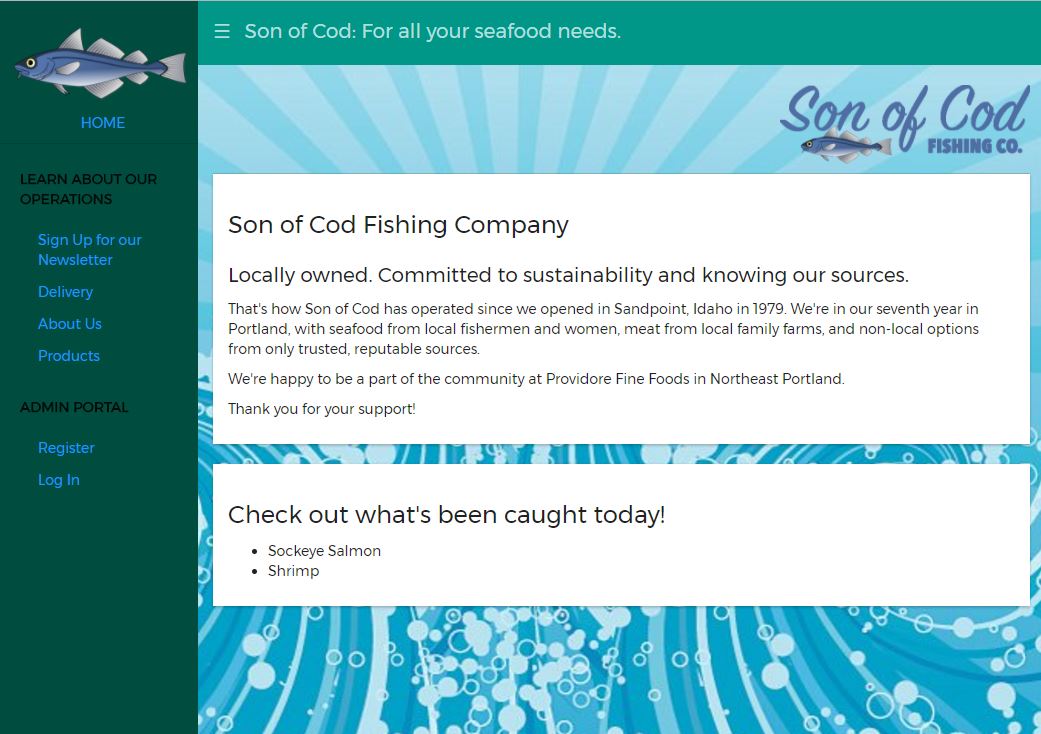 ☰ Son of Cod: For all your seafood needs.
HOME
LEARN ABOUT OUR
OPERATIONS
Sign Up for our
Newsletter
Delivery
About Us
Products
ADMIN PORTAL
Register
Log In
Son of Cod
FISHING CO.
Son of Cod Fishing Company
Locally owned. Committed to sustainability and knowing our sources.
That's how Son of Cod has operated since we opened in Sandpoint, Idaho in 1979. We're in our seventh year in
Portland, with seafood from local fishermen and women, meat from local family farms, and non-local options
from only trusted, reputable sources.
We're happy to be a part of the community at Providore Fine Foods in Northeast Portland.
Thank you for your support!
Check out what's been caught today!
• Sockeye Salmon
• Shrimp